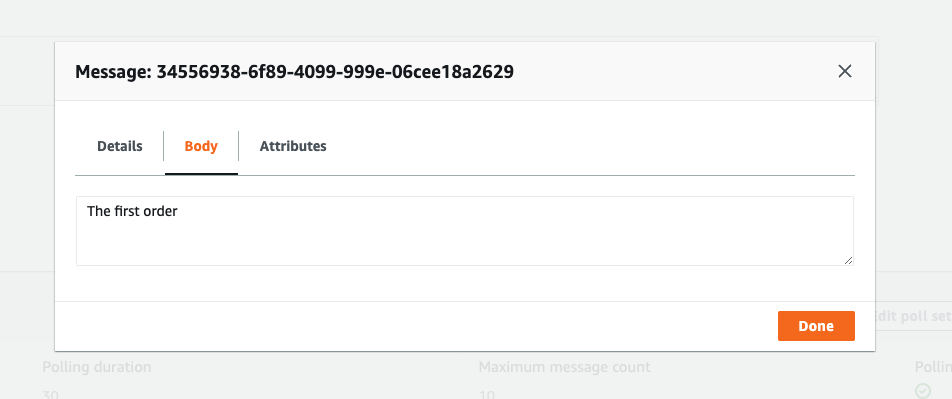 Message: 34556938-6f89-4099-999e-06cee18a2629
Details Body Attributes
The first order
Edit poll set
Done
Polling duration Maximum message count Pollin
30 10